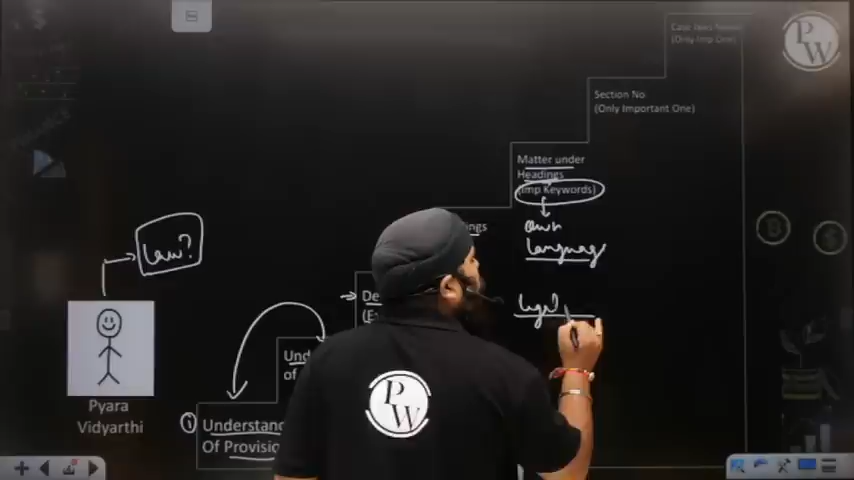 Case laws Names
(Only Imp One)
PW
Section No
(Only Important One)
Matter under
Headings
(Imp Keywords)
own
language
ings
legal
law?
De
(E
Und
of
① Understand
Of Provisio
Pyara
Vidyarthi
PW